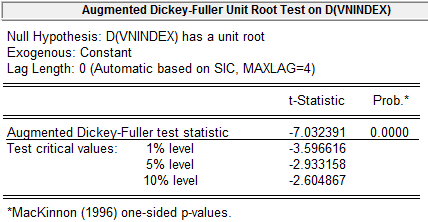 Augmented Dickey-Fuller Unit Root Test on D(VNINDEX)
Null Hypothesis: D(VNINDEX) has a unit root
Exogenous: Constant
Lag Length: 0 (Automatic based on SIC, MAXLAG=4)
t-Statistic Prob.*
Augmented Dickey-Fuller test statistic -7.032391 0.0000
Test critical values: 1% level -3.596616
5% level -2.933158
10% level -2.604867
*MacKinnon (1996) one-sided p-values.